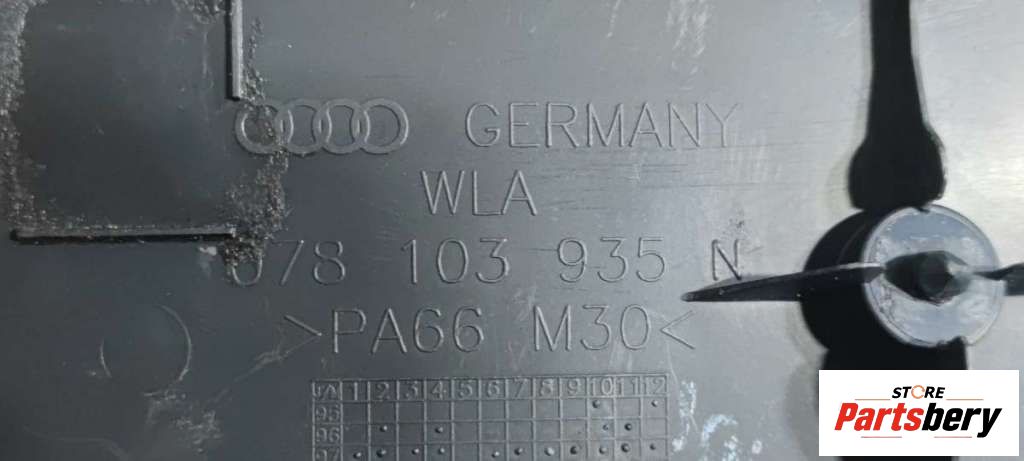 GERMANY
WLA
078 103 935 N
>PA66 M30<
1 2 3 4 5 6 7 8 9 10 11 12
95
96
97
STORE
Partsbery